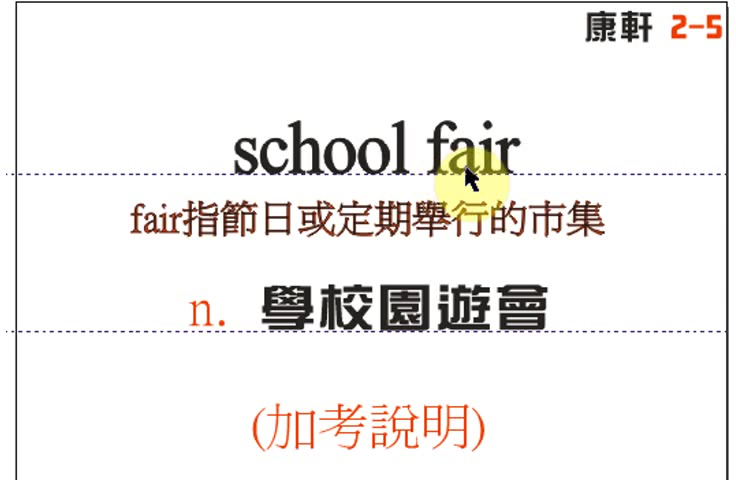 康軒 2-5
school fair
fair指節日或定期舉行的市集
n. 學校園遊會
(加考說明)